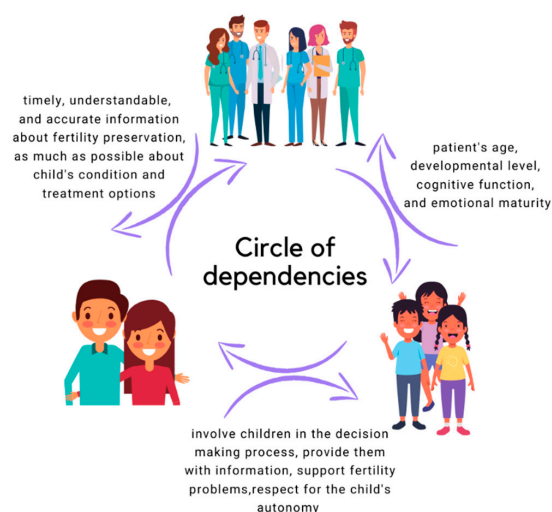 timely, understandable,
and accurate information
about fertility preservation,
as much as possible about
child's condition and
treatment options
patient's age,
developmental level,
cognitive function,
and emotional maturity
Circle of
dependencies
involve children in the decision
making process, provide them
with information, support fertility
problems,respect for the child's
autonomy